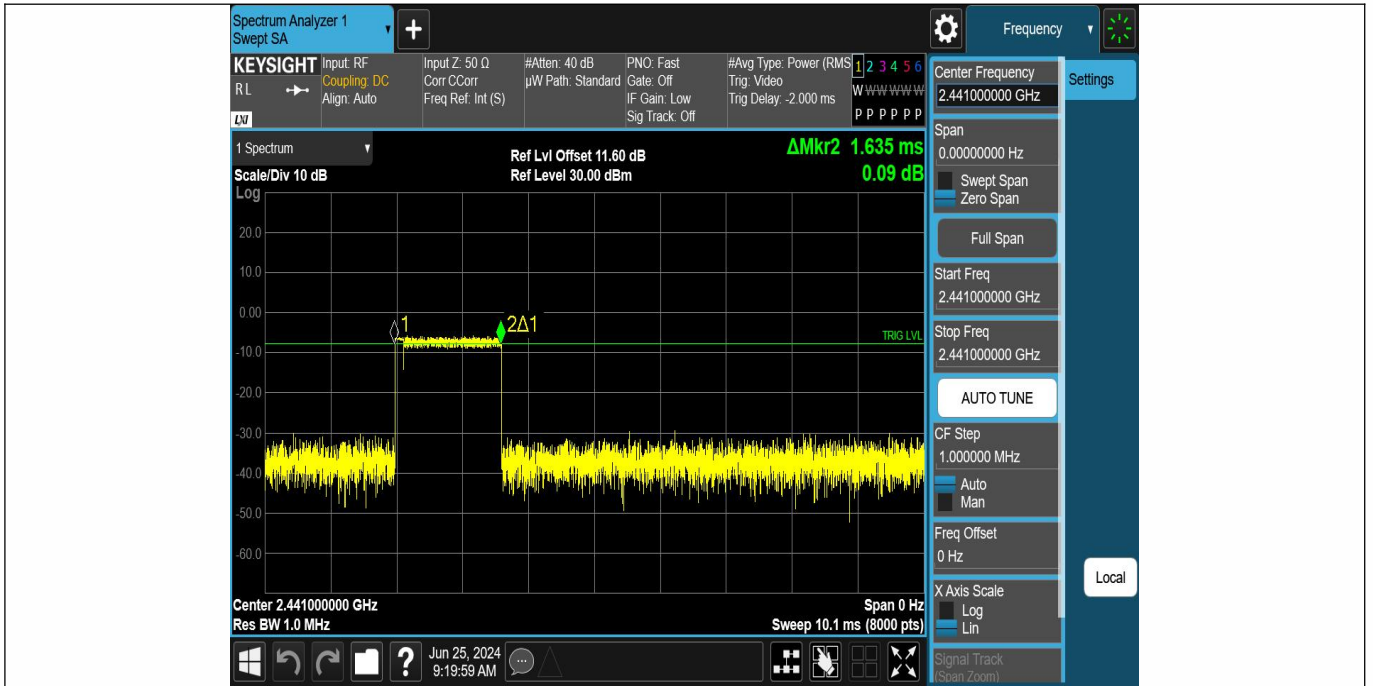 Spectrum Analyzer 1
Swept SA
+
Frequency
KEYSIGHT
R L
LXI
Input: RF
Coupling: DC
Align: Auto
Input Z: 50 Ω
Corr CCorr
Freq Ref: Int (S)
#Atten: 40 dB
µW Path: Standard
PNO: Fast
Gate: Off
IF Gain: Low
Sig Track: Off
#Avg Type: Power (RMS
Trig: Video
Trig Delay: -2.000 ms
1 2 3 4 5 6
W W W W W W
P P P P P P
1 Spectrum
Scale/Div 10 dB
Log
Ref Lvl Offset 11.60 dB
Ref Level 30.00 dBm
ΔMkr2 1.635 ms
0.09 dB
20.0
10.0
0.00
-10.0
-20.0
-30.0
-40.0
-50.0
-60.0
1
2Δ1
TRIG LVL
Center 2.441000000 GHz
Res BW 1.0 MHz
Span 0 Hz
Sweep 10.1 ms (8000 pts)
Center Frequency
2.441000000 GHz
Settings
Span
0.00000000 Hz
Swept Span
Zero Span
Full Span
Start Freq
2.441000000 GHz
Stop Freq
2.441000000 GHz
AUTO TUNE
CF Step
1.000000 MHz
Auto
Man
Freq Offset
0 Hz
X Axis Scale
Log
Lin
Signal Track
(Span Zoom)
Local
?
Jun 25, 2024
9:19:59 AM